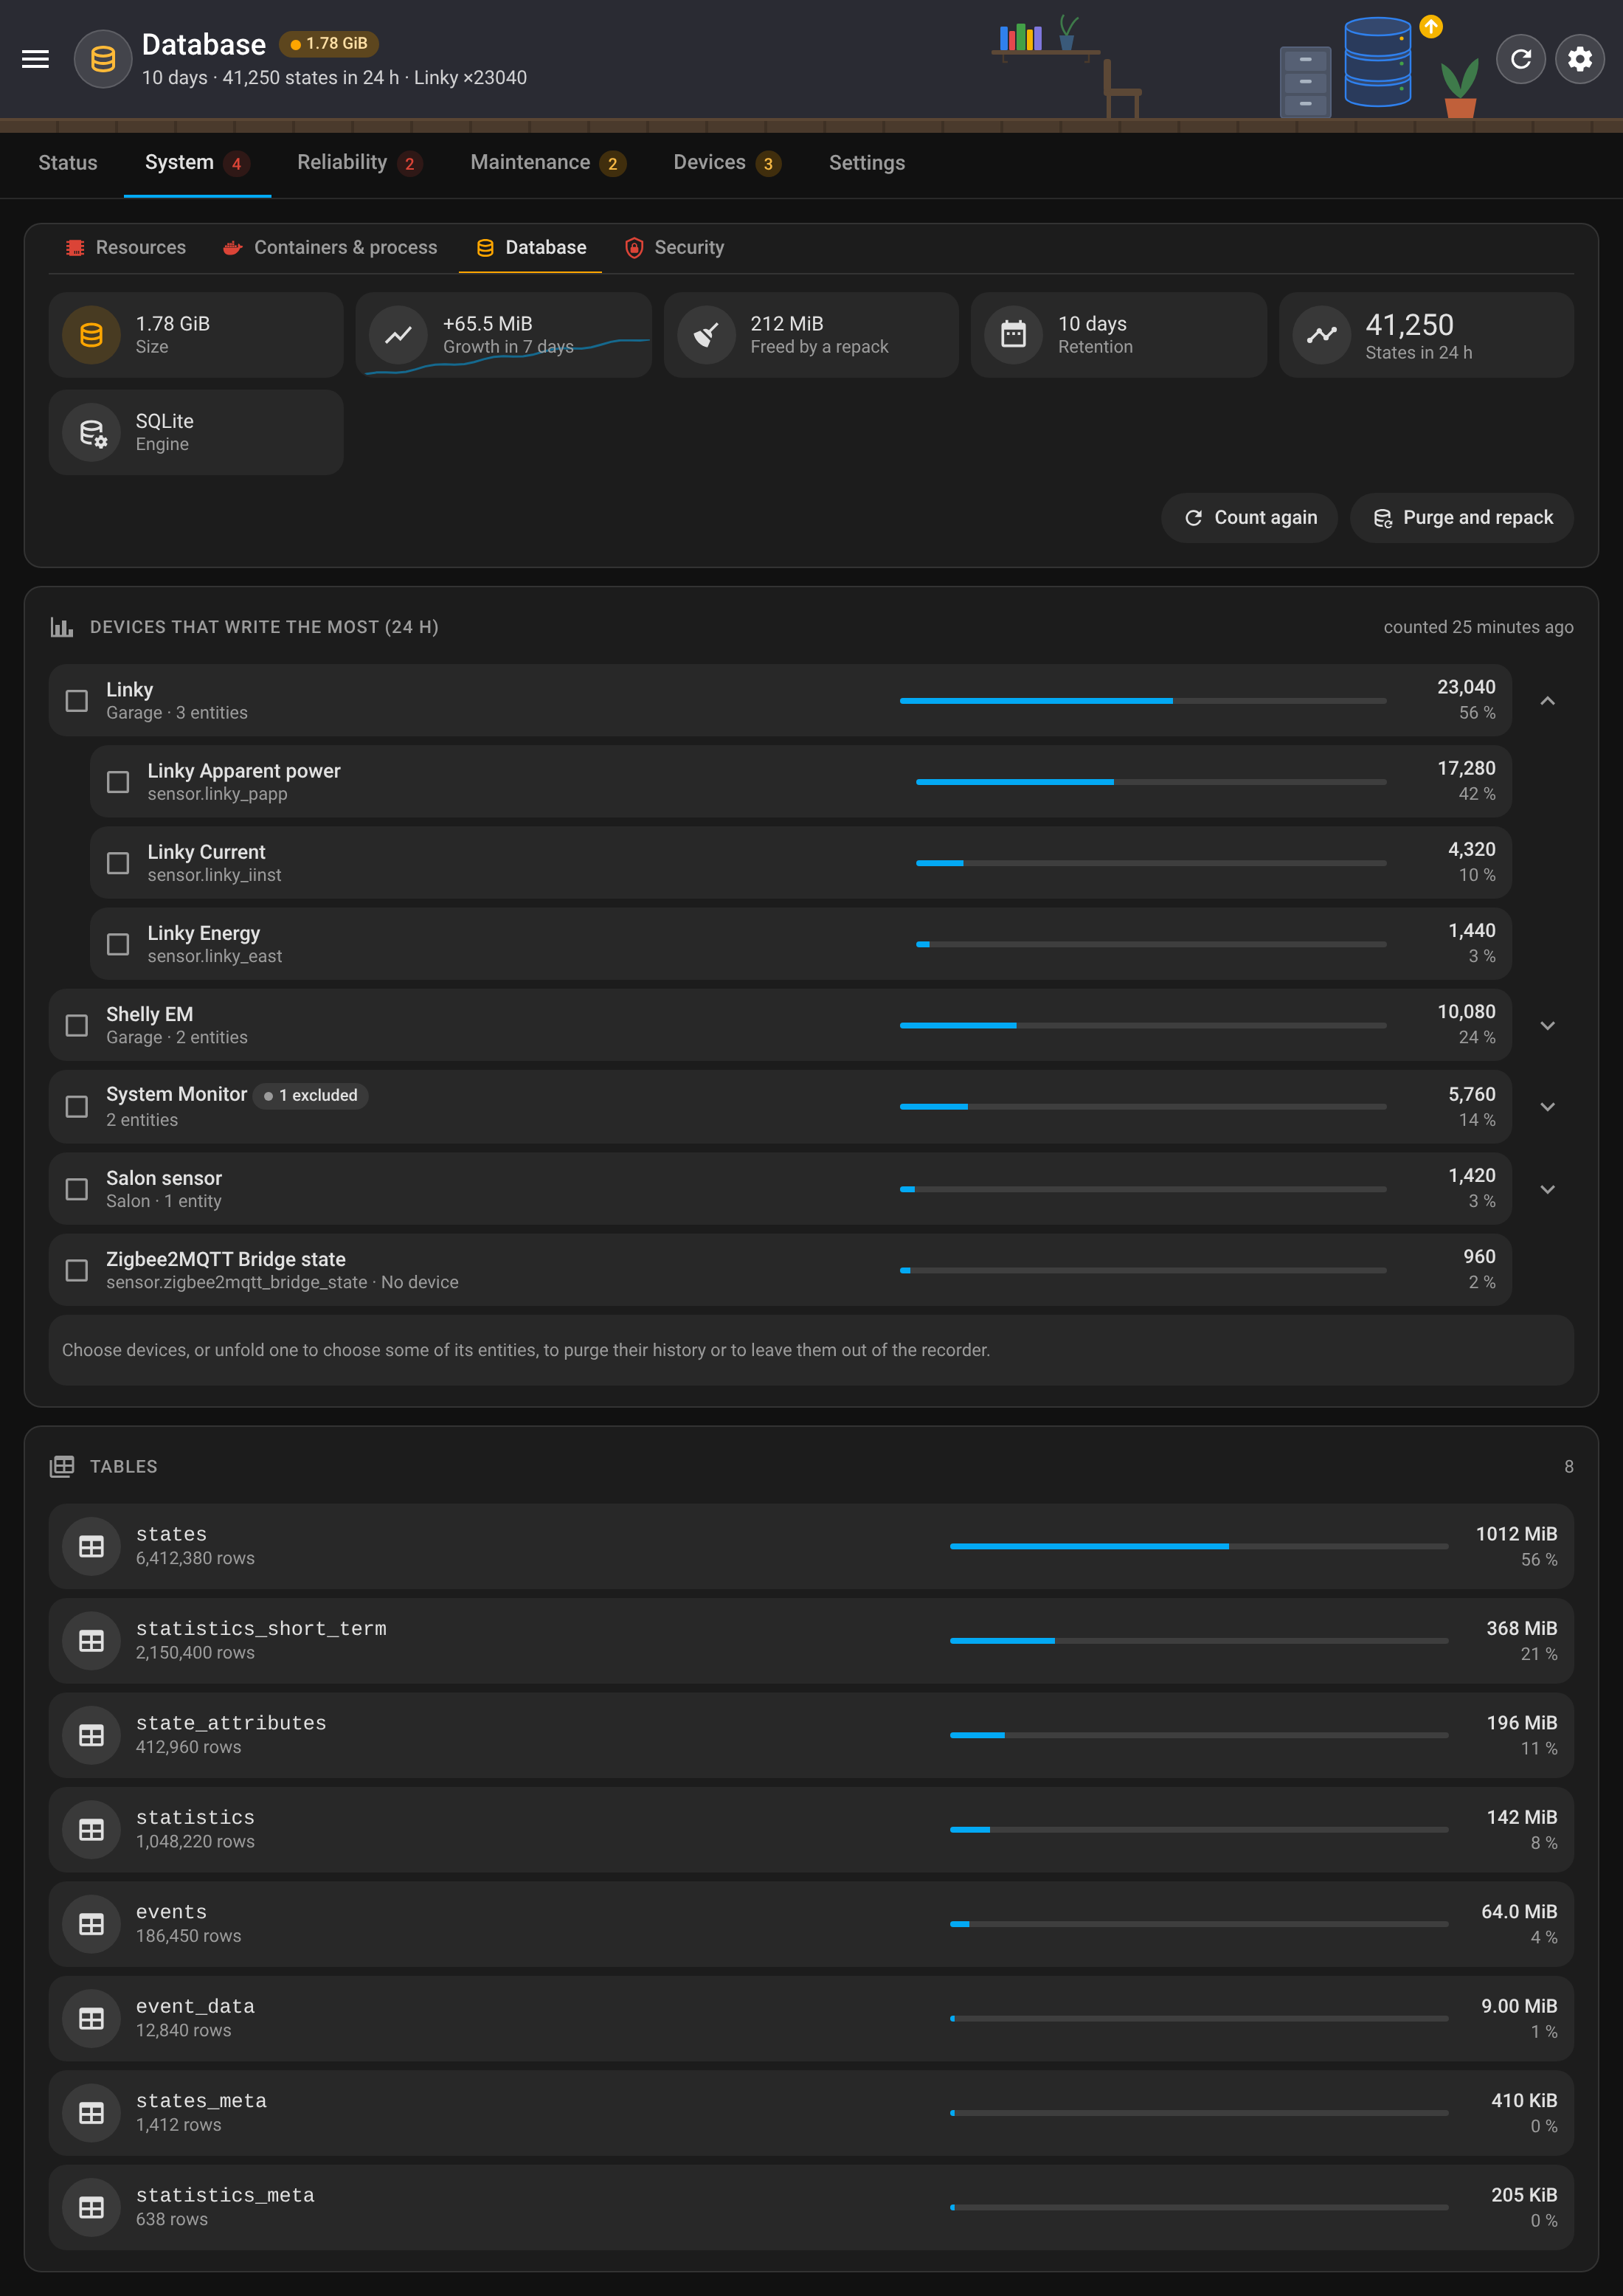 Database
1.78 GiB
10 days · 41,250 states in 24 h · Linky ×23040
Status
System 4
Reliability 2
Maintenance 2
Devices 3
Settings
Resources
Containers & process
Database
Security
1.78 GiB
Size
+65.5 MiB
Growth in 7 days
212 MiB
Freed by a repack
10 days
Retention
41,250
States in 24 h
SQLite
Engine
Count again
Purge and repack
DEVICES THAT WRITE THE MOST (24 H)
counted 25 minutes ago
Linky
Garage · 3 entities
23,040
56 %
Linky Apparent power
sensor.linky_papp
17,280
42 %
Linky Current
sensor.linky_iinst
4,320
10 %
Linky Energy
sensor.linky_east
1,440
3 %
Shelly EM
Garage · 2 entities
10,080
24 %
System Monitor
1 excluded
2 entities
5,760
14 %
Salon sensor
Salon · 1 entity
1,420
3 %
Zigbee2MQTT Bridge state
sensor.zigbee2mqtt_bridge_state · No device
960
2 %
Choose devices, or unfold one to choose some of its entities, to purge their history or to leave them out of the recorder.
TABLES
8
states
6,412,380 rows
1012 MiB
56 %
statistics_short_term
2,150,400 rows
368 MiB
21 %
state_attributes
412,960 rows
196 MiB
11 %
statistics
1,048,220 rows
142 MiB
8 %
events
186,450 rows
64.0 MiB
4 %
event_data
12,840 rows
9.00 MiB
1 %
states_meta
1,412 rows
410 KiB
0 %
statistics_meta
638 rows
205 KiB
0 %